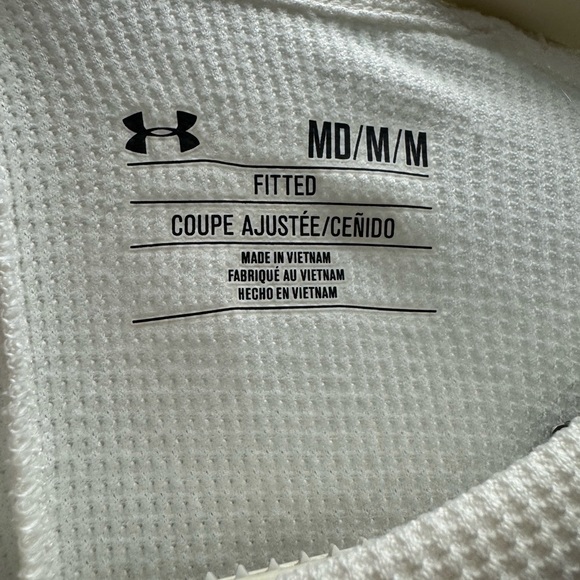 MD/M/M
FITTED
COUPE AJUSTÉE/CEÑIDO
MADE IN VIETNAM
FABRIQUÉ AU VIETNAM
HECHO EN VIETNAM